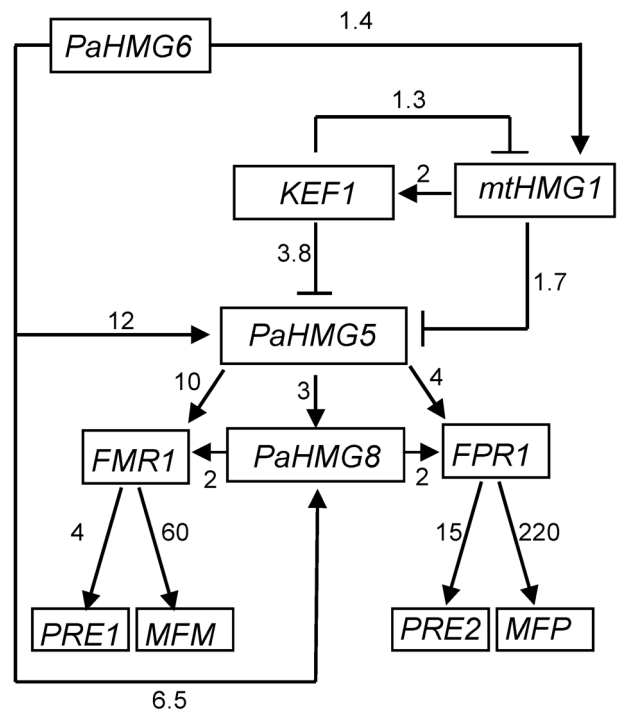 1.4
PaHMG6
1.3
KEF1
2
mtHMG1
3.8
1.7
12
PaHMG5
10
3
4
FMR1
2
PaHMG8
2
FPR1
4
60
15
220
PRE1
MFM
PRE2
MFP
6.5